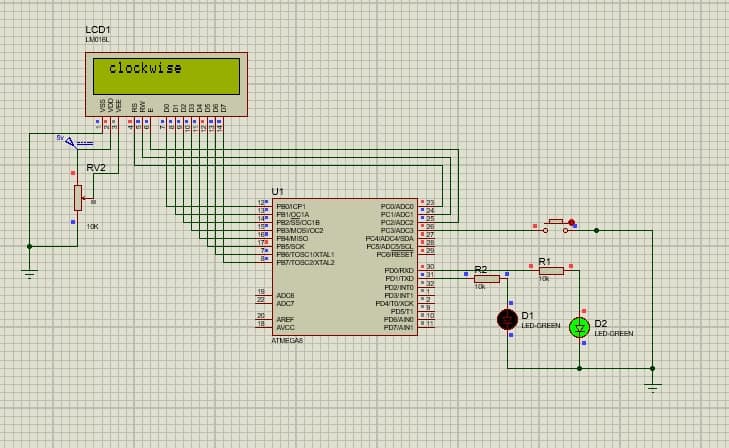 LCD1
LM016L
clockwise
VSS VDD VEE RS RW E D0 D1 D2 D3 D4 D5 D6 D7
1 2 3 4 5 6 7 8 9 10 11 12 13 14
5v
RV2
10K
U1
12 PB0/ICP1 PC0/ADC0 23
13 PB1/OC1A PC1/ADC1 24
14 PB2/SS/OC1B PC2/ADC2 25
15 PB3/MOSI/OC2 PC3/ADC3 26
16 PB4/MISO PC4/ADC4/SDA 27
17 PB5/SCK PC5/ADC5/SCL 28
7 PB6/TOSC1/XTAL1 PC6/RESET 29
8 PB7/TOSC2/XTAL2
PD0/RXD 30
PD1/TXD 31
PD2/INT0 32
19 ADC6 PD3/INT1 1
22 ADC7 PD4/T0/XCK 2
PD5/T1 9
20 AREF PD6/AIN0 10
18 AVCC PD7/AIN1 11
ATMEGA8
R2
10k
R1
10k
D1
LED-GREEN
D2
LED-GREEN